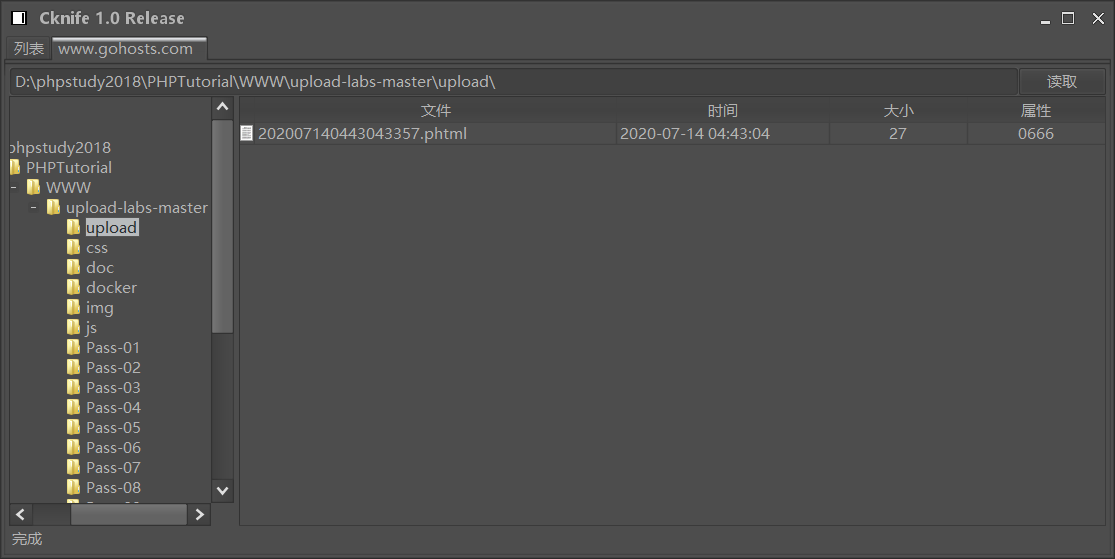 Cknife 1.0 Release
列表 www.gohosts.com
D:\phpstudy2018\PHPTutorial\WWW\upload-labs-master\upload\ 读取
phpstudy2018
PHPTutorial
WWW
upload-labs-master
upload
css
doc
docker
img
js
Pass-01
Pass-02
Pass-03
Pass-04
Pass-05
Pass-06
Pass-07
Pass-08
文件 时间 大小 属性
202007140443043357.phtml 2020-07-14 04:43:04 27 0666
完成